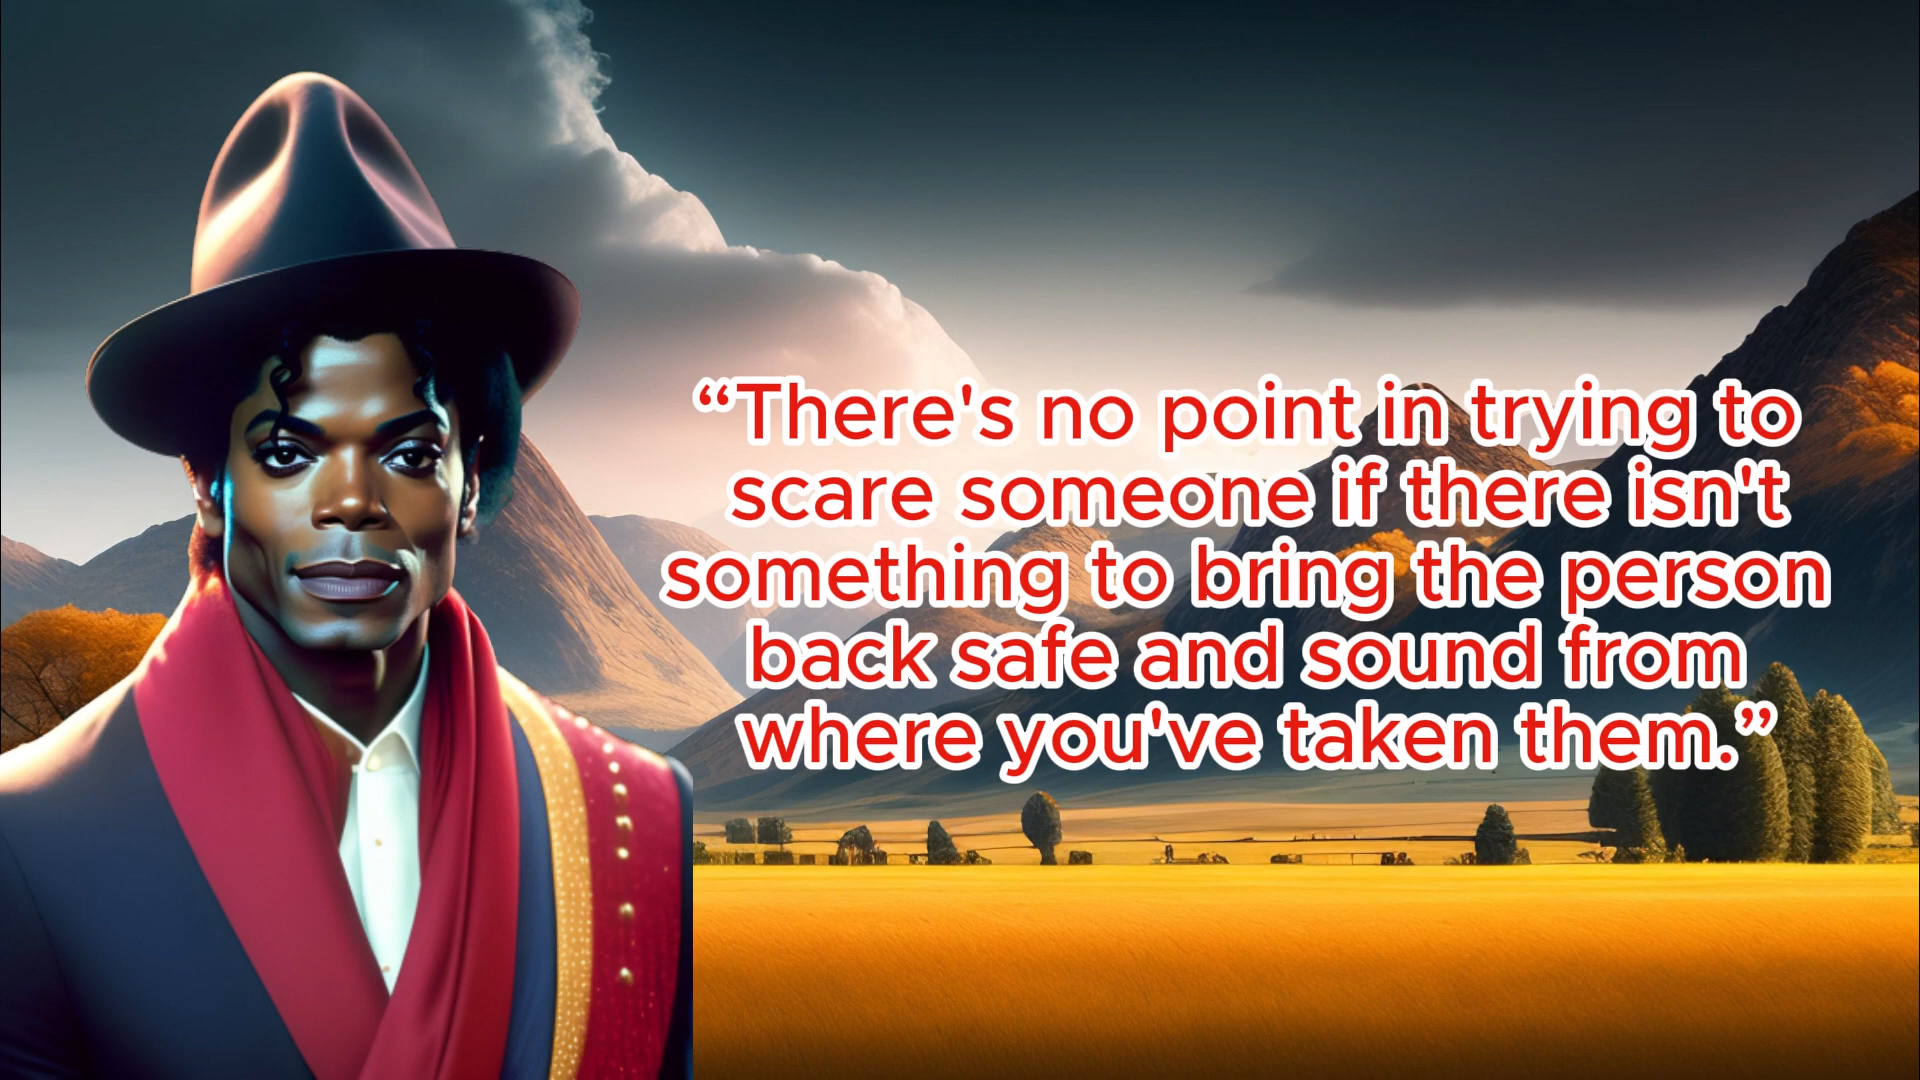 “There's no point in trying to
scare someone if there isn't
something to bring the person
back safe and sound from
where you've taken them.”